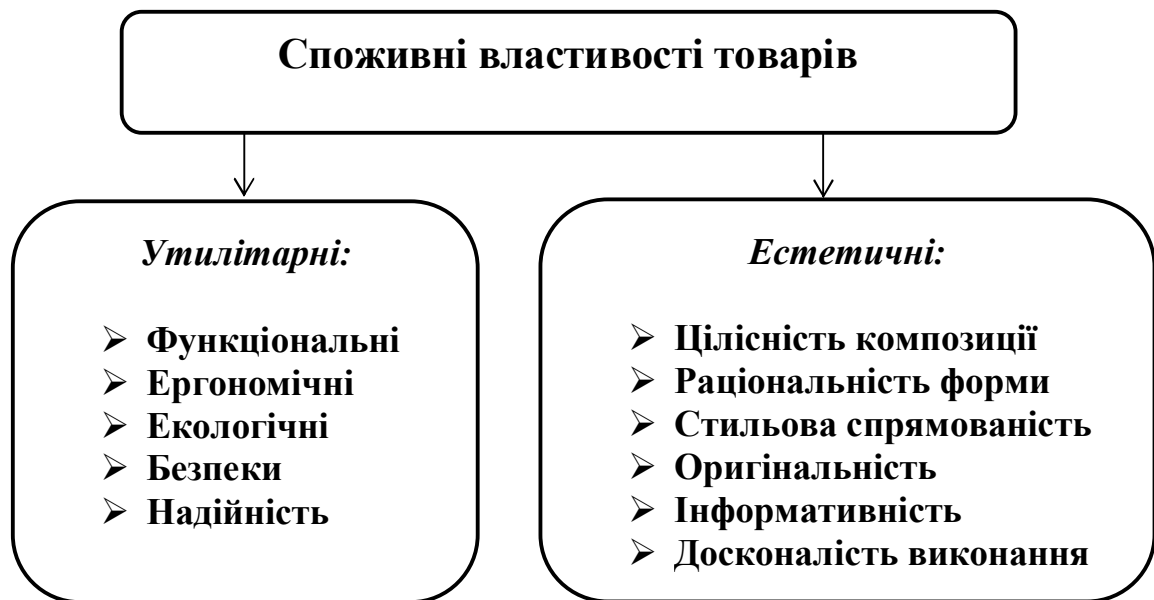 Споживні властивості товарів
Утилітарні:
➢ Функціональні
➢ Ергономічні
➢ Екологічні
➢ Безпеки
➢ Надійність
Естетичні:
➢ Цілісність композиції
➢ Раціональність форми
➢ Стильова спрямованість
➢ Оригінальність
➢ Інформативність
➢ Досконалість виконання